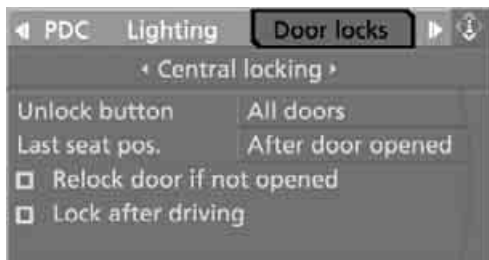 PDC Lighting Door locks
Central locking
Unlock button All doors
Last seat pos. After door opened
Relock door if not opened
Lock after driving